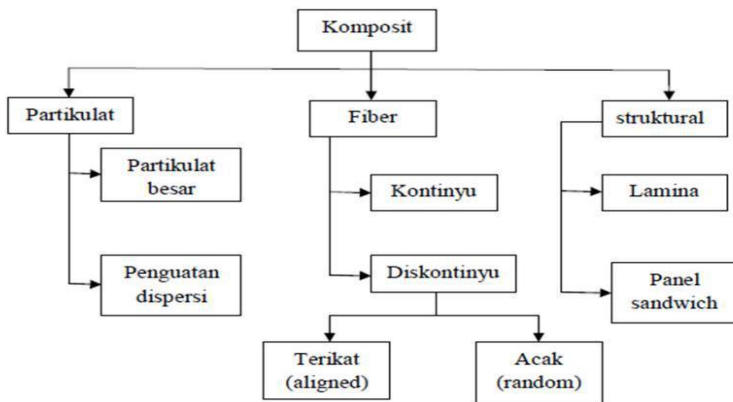 Komposit
Partikulat
Fiber
struktural
Partikulat
besar
Kontinyu
Lamina
Penguatan
dispersi
Diskontinyu
Panel
sandwich
Terikat
(aligned)
Acak
(random)